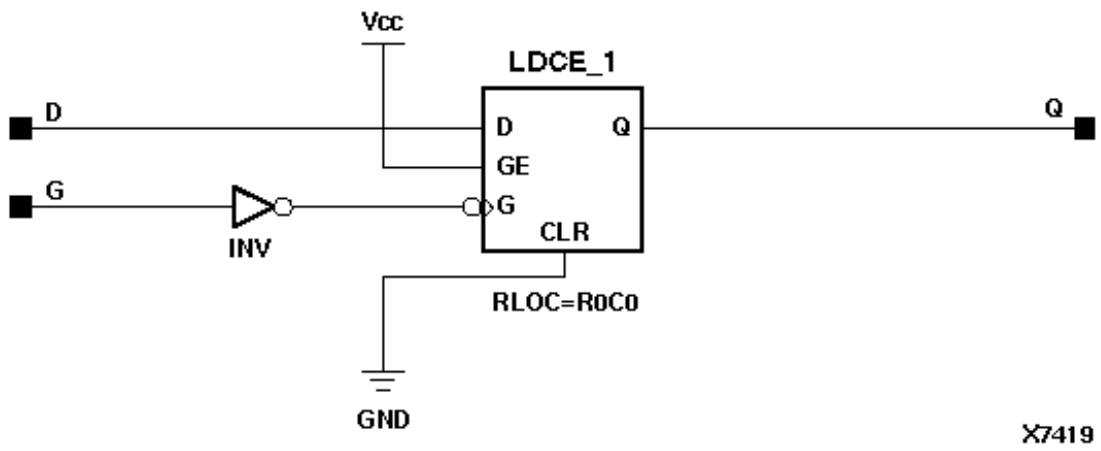 Vcc
LDCE_1
D
D
Q
Q
GE
G
G
INV
CLR
RLOC=R0C0
GND
X7419